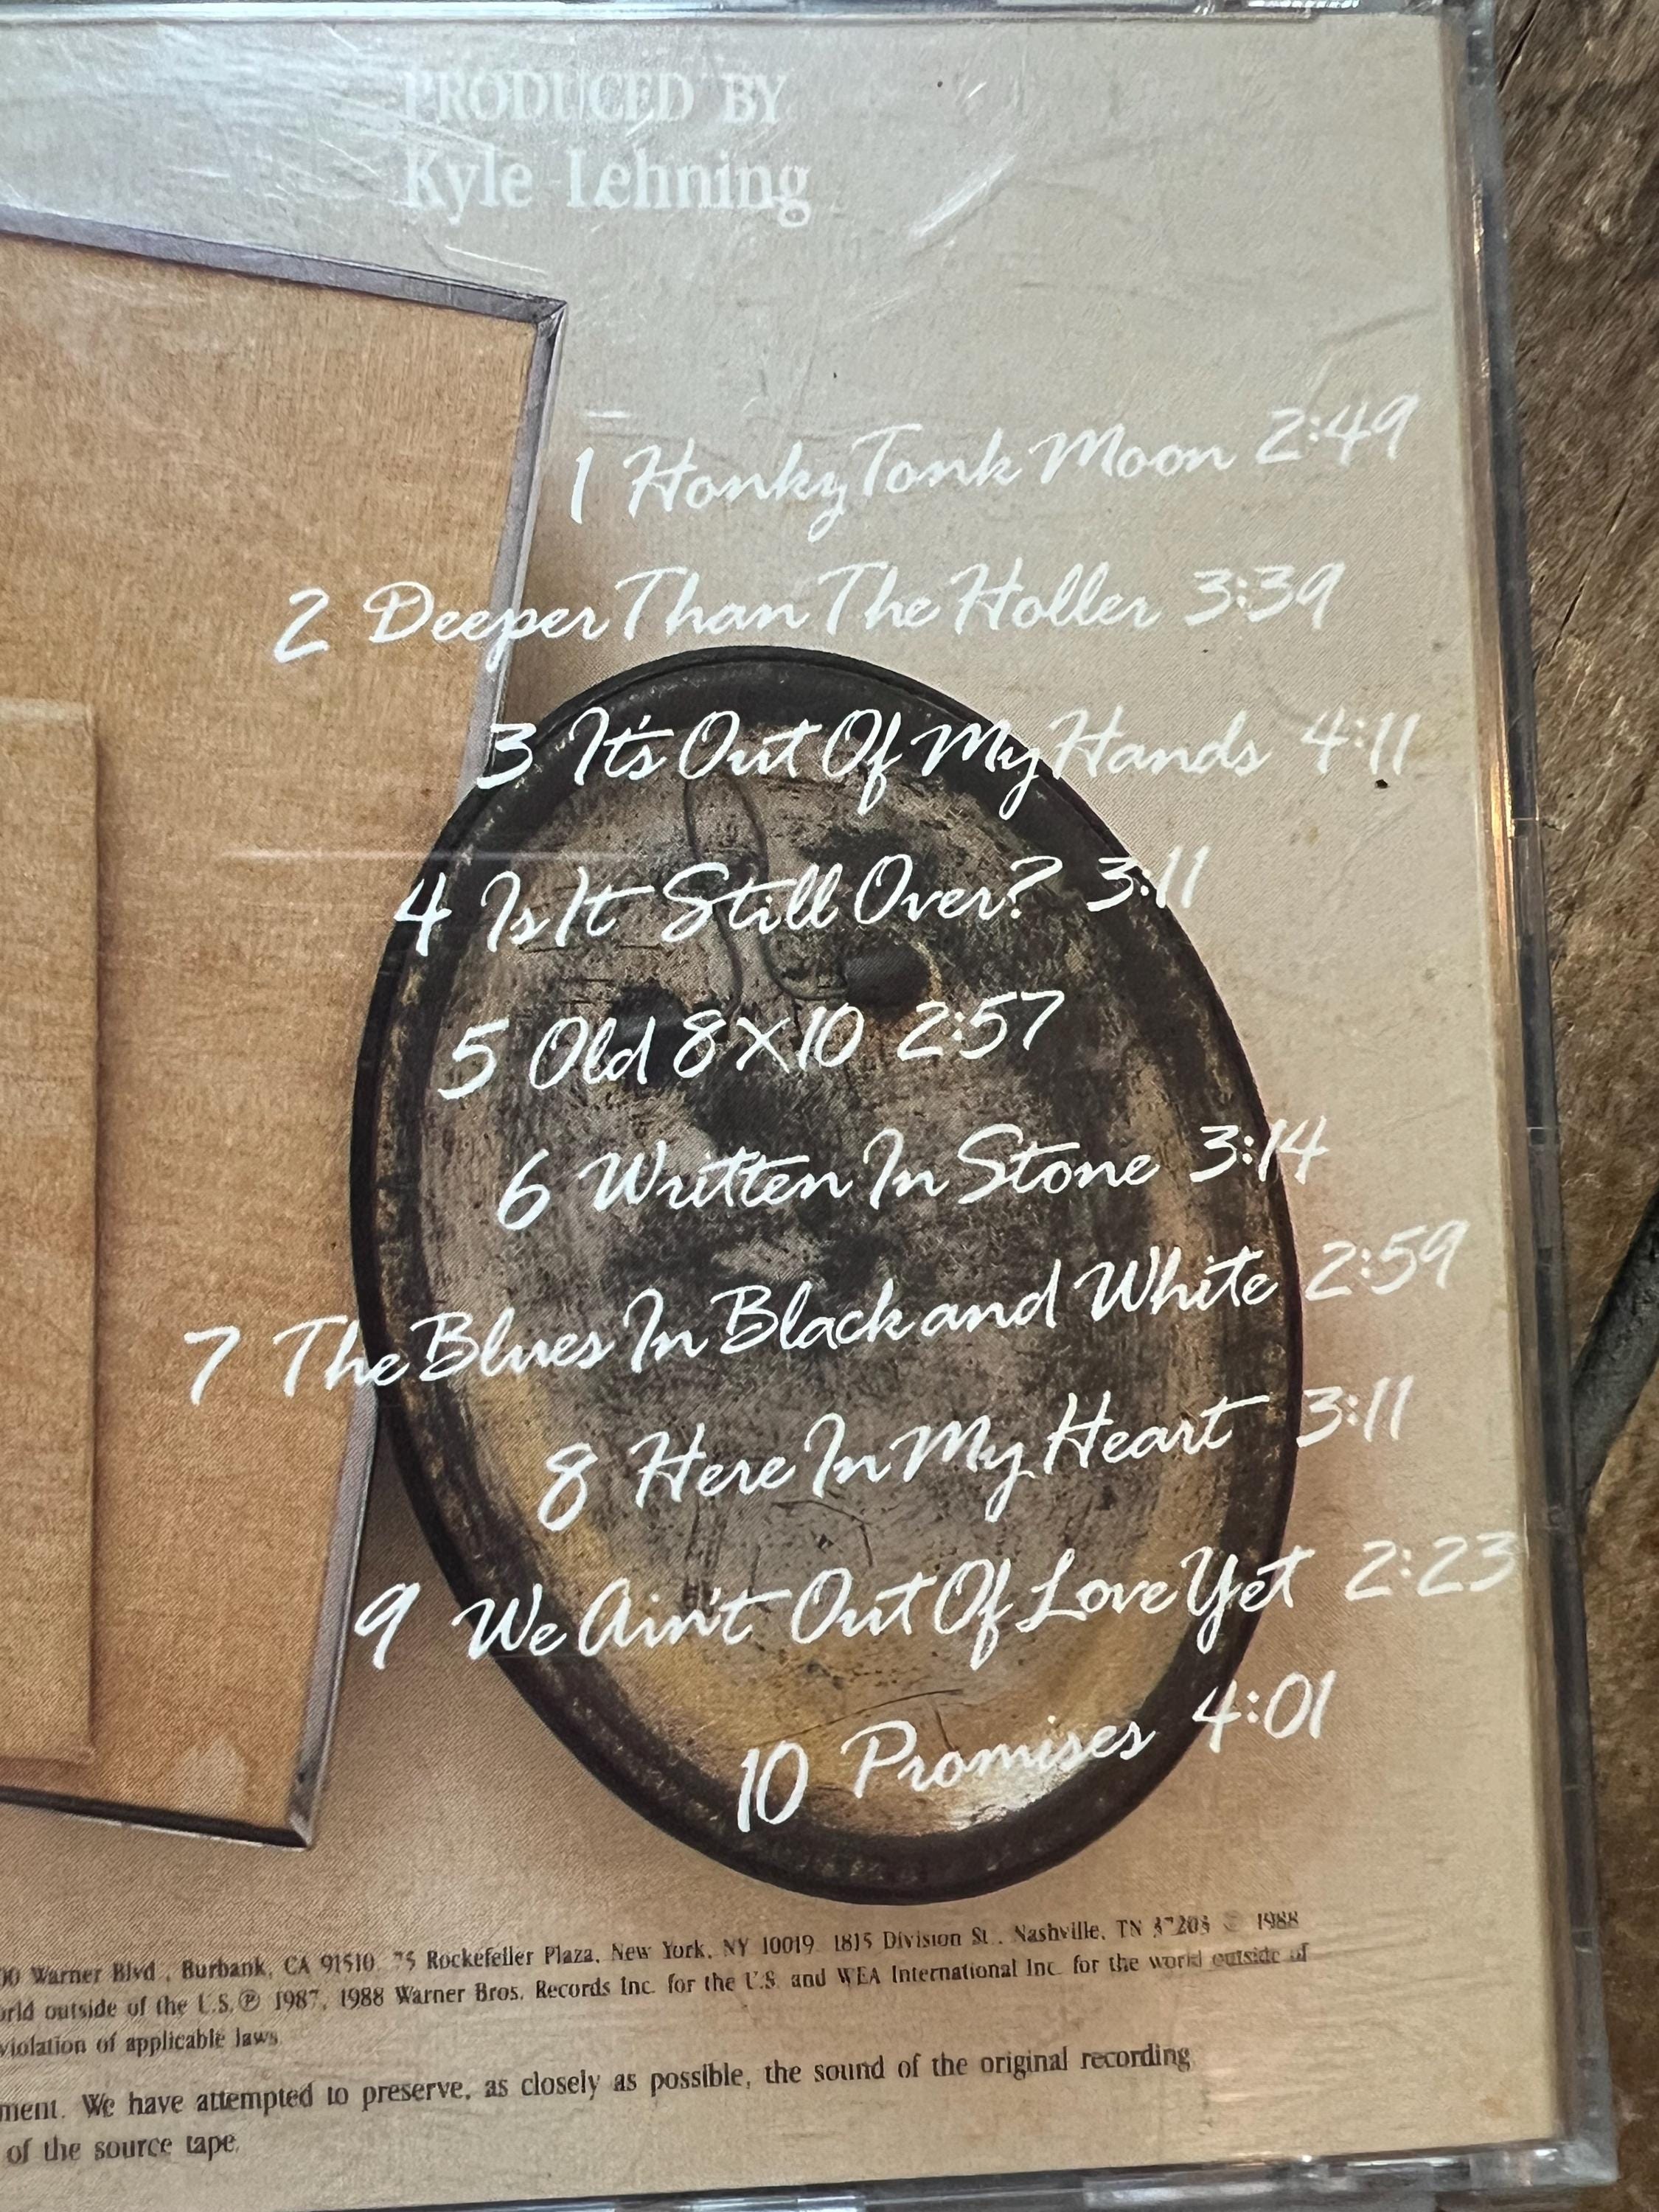 PRODUCED BY
Kyle Lehning
1 Honky Tonk Moon 2:49
2 Deeper Than The Holler 3:39
3 It's Out Of My Hands 4:11
4 Is It Still Over? 3:11
5 Old 8X10 2:57
6 Written In Stone 3:14
7 The Blues In Black and White 2:59
8 Here In My Heart 3:11
9 We Ain't Out Of Love Yet 2:23
10 Promises 4:01
00 Warner Blvd., Burbank, CA 91510. 75 Rockefeller Plaza, New York, NY 10019. 1815 Division St., Nashville, TN 37203 © 1988
orld outside of the U.S. ℗ 1987, 1988 Warner Bros. Records Inc. for the U.S. and WEA International Inc. for the world outside of
violation of applicable laws.
ment. We have attempted to preserve, as closely as possible, the sound of the original recording
of the source tape.